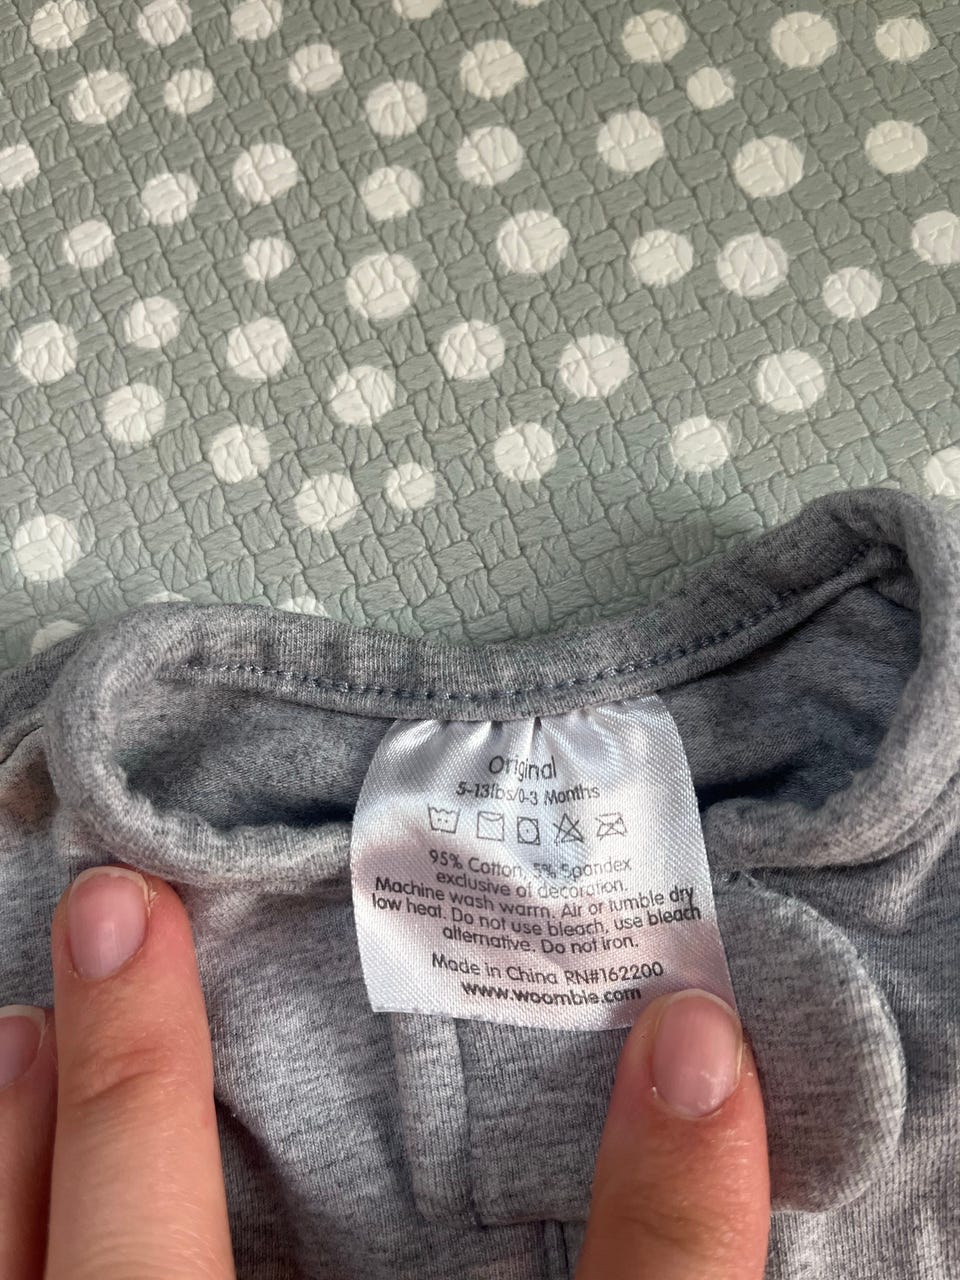 Original
5-13lbs/0-3 Months
95% Cotton, 5% Spandex
exclusive of decoration.
Machine wash warm. Air or tumble dry
low heat. Do not use bleach, use bleach
alternative. Do not iron.
Made in China RN#162200
www.woomble.com